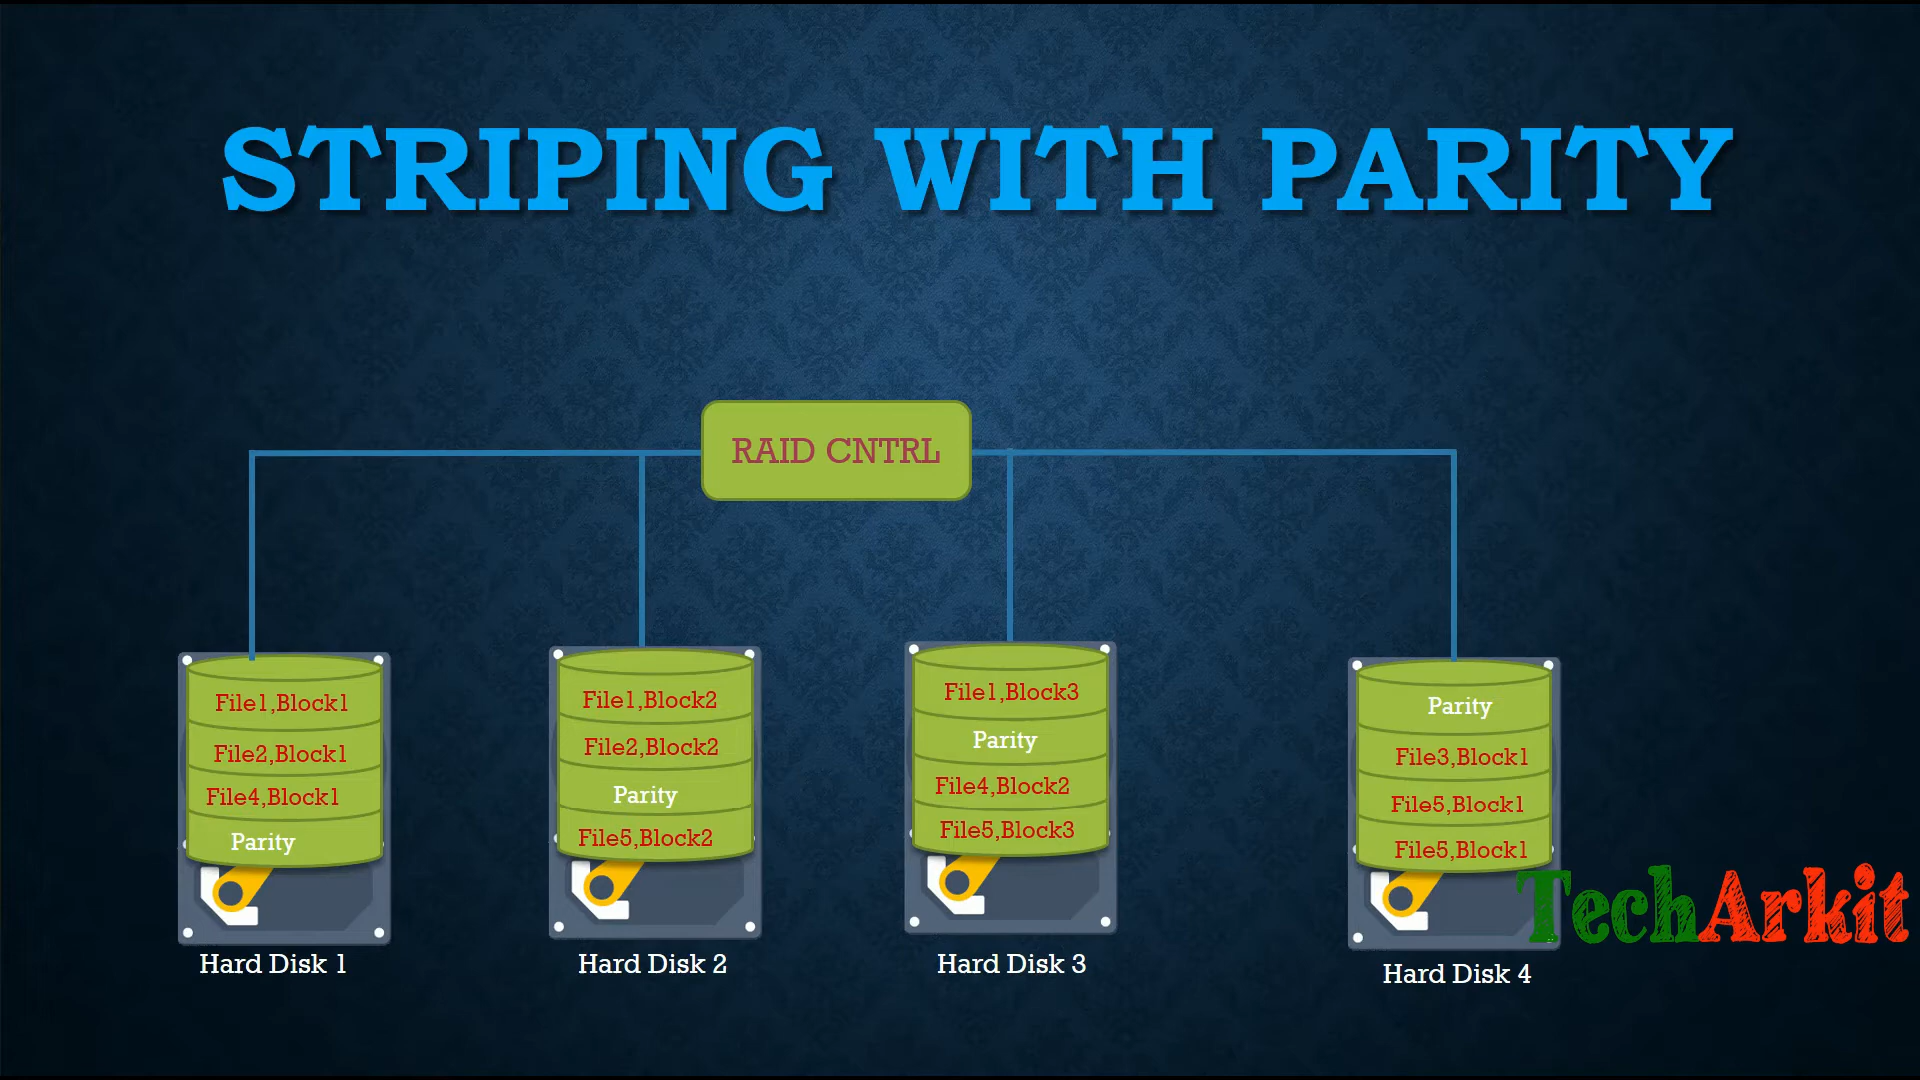 STRIPING WITH PARITY
RAID CNTRL
File1,Block1
File2,Block1
File4,Block1
Parity
Hard Disk 1
File1,Block2
File2,Block2
Parity
File5,Block2
Hard Disk 2
File1,Block3
Parity
File4,Block2
File5,Block3
Hard Disk 3
Parity
File3,Block1
File5,Block1
File5,Block1
Hard Disk 4
TechArkit